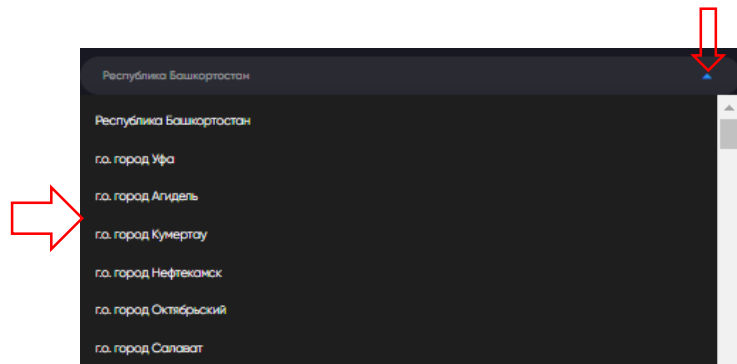 Республика Башкортостан
Республика Башкортостан
г.о. город Уфа
г.о. город Агидель
г.о. город Кумертау
г.о. город Нефтекамск
г.о. город Октябрьский
г.о. город Салават